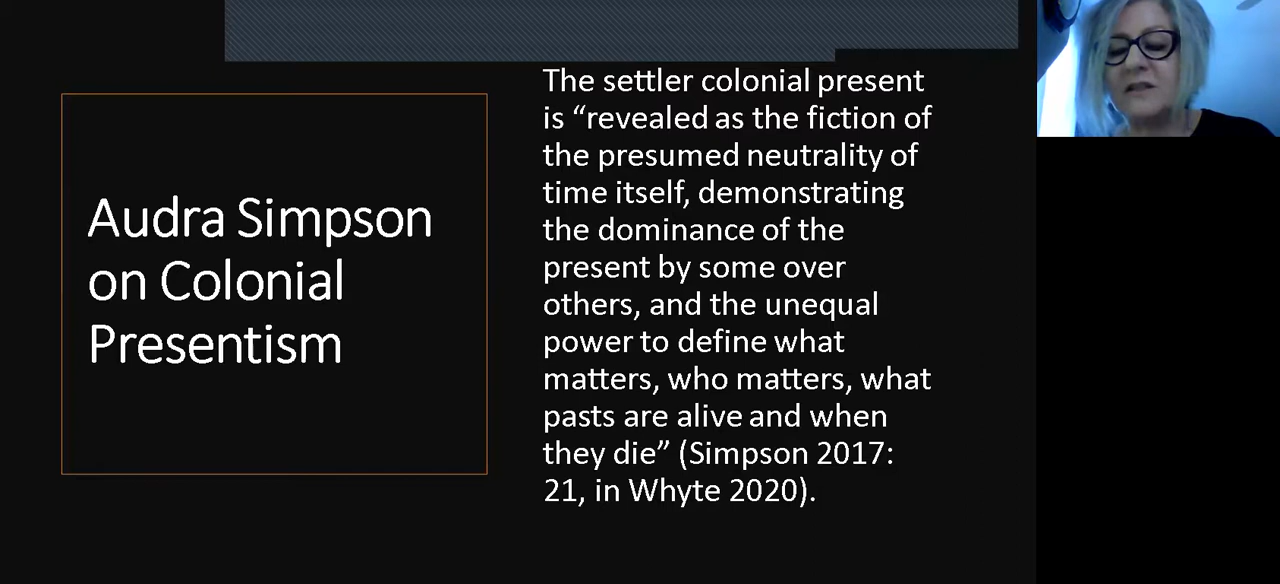 Audra Simpson
on Colonial
Presentism
The settler colonial present
is “revealed as the fiction of
the presumed neutrality of
time itself, demonstrating
the dominance of the
present by some over
others, and the unequal
power to define what
matters, who matters, what
pasts are alive and when
they die” (Simpson 2017:
21, in Whyte 2020).